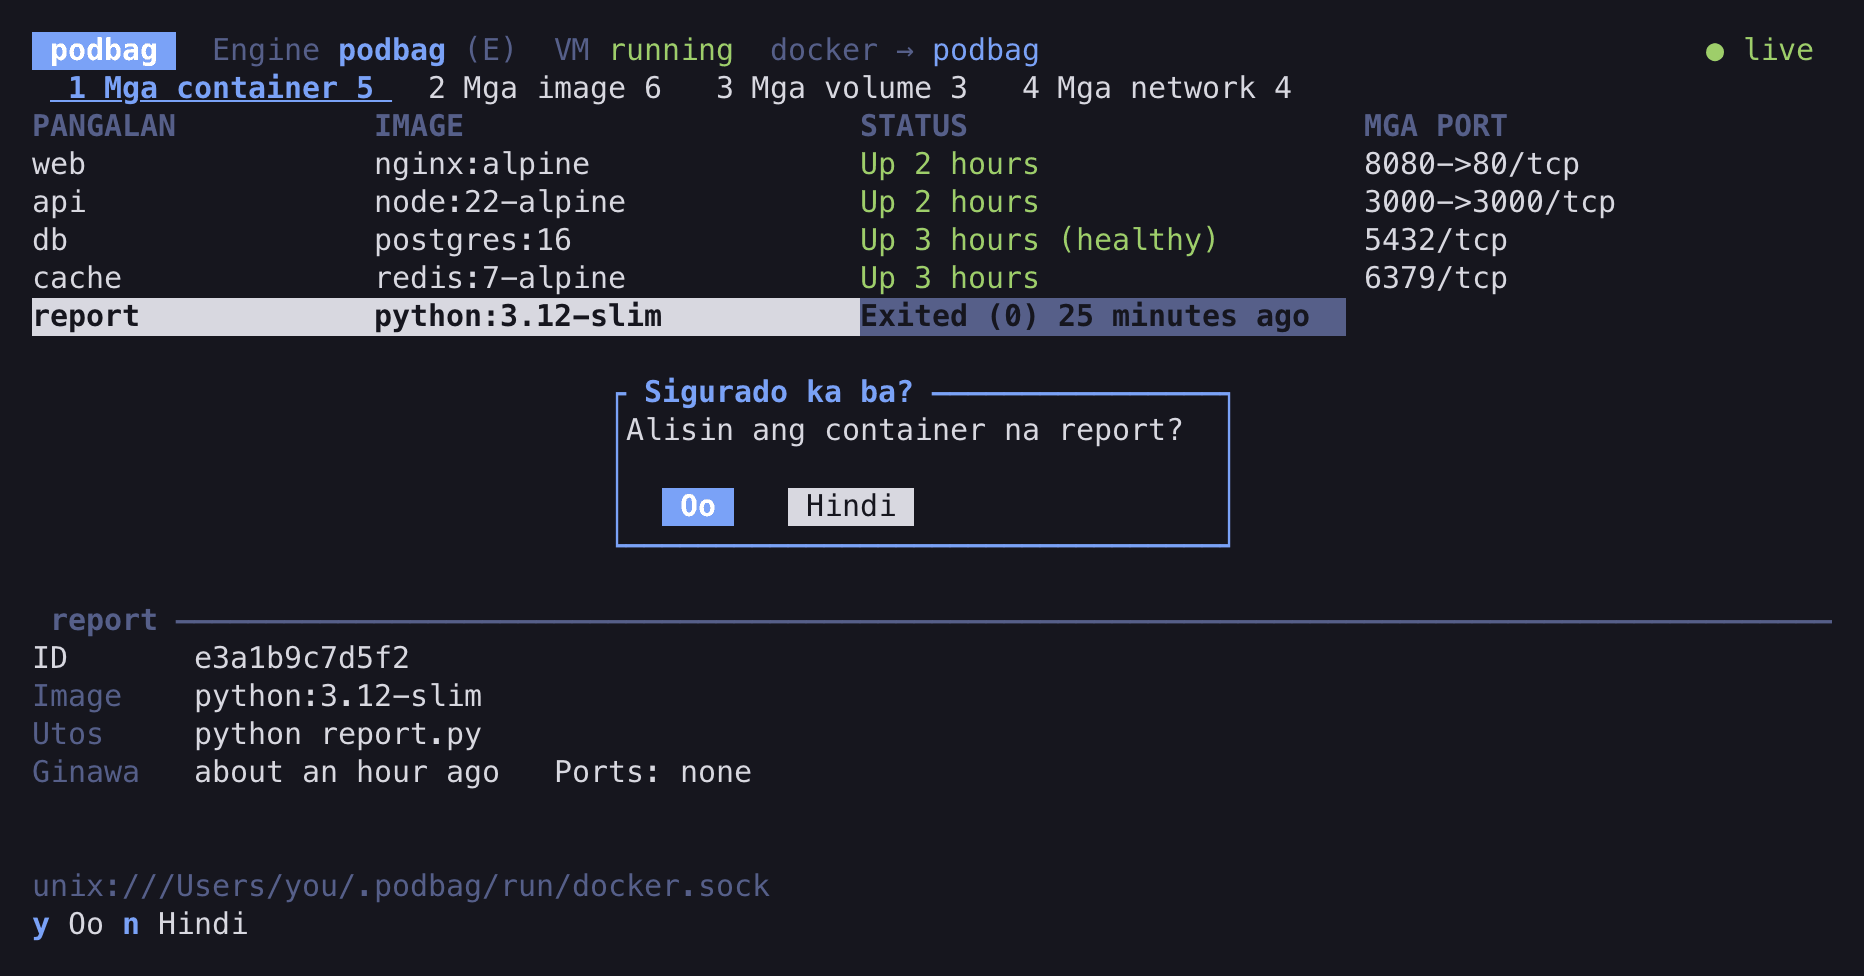 podbag Engine podbag (E) VM running docker → podbag ● live
1 Mga container 5 2 Mga image 6 3 Mga volume 3 4 Mga network 4
PANGALAN IMAGE STATUS MGA PORT
web nginx:alpine Up 2 hours 8080->80/tcp
api node:22-alpine Up 2 hours 3000->3000/tcp
db postgres:16 Up 3 hours (healthy) 5432/tcp
cache redis:7-alpine Up 3 hours 6379/tcp
report python:3.12-slim Exited (0) 25 minutes ago
Sigurado ka ba?
Alisin ang container na report?
Oo Hindi
report
ID e3a1b9c7d5f2
Image python:3.12-slim
Utos python report.py
Ginawa about an hour ago Ports: none
unix:///Users/you/.podbag/run/docker.sock
y Oo n Hindi